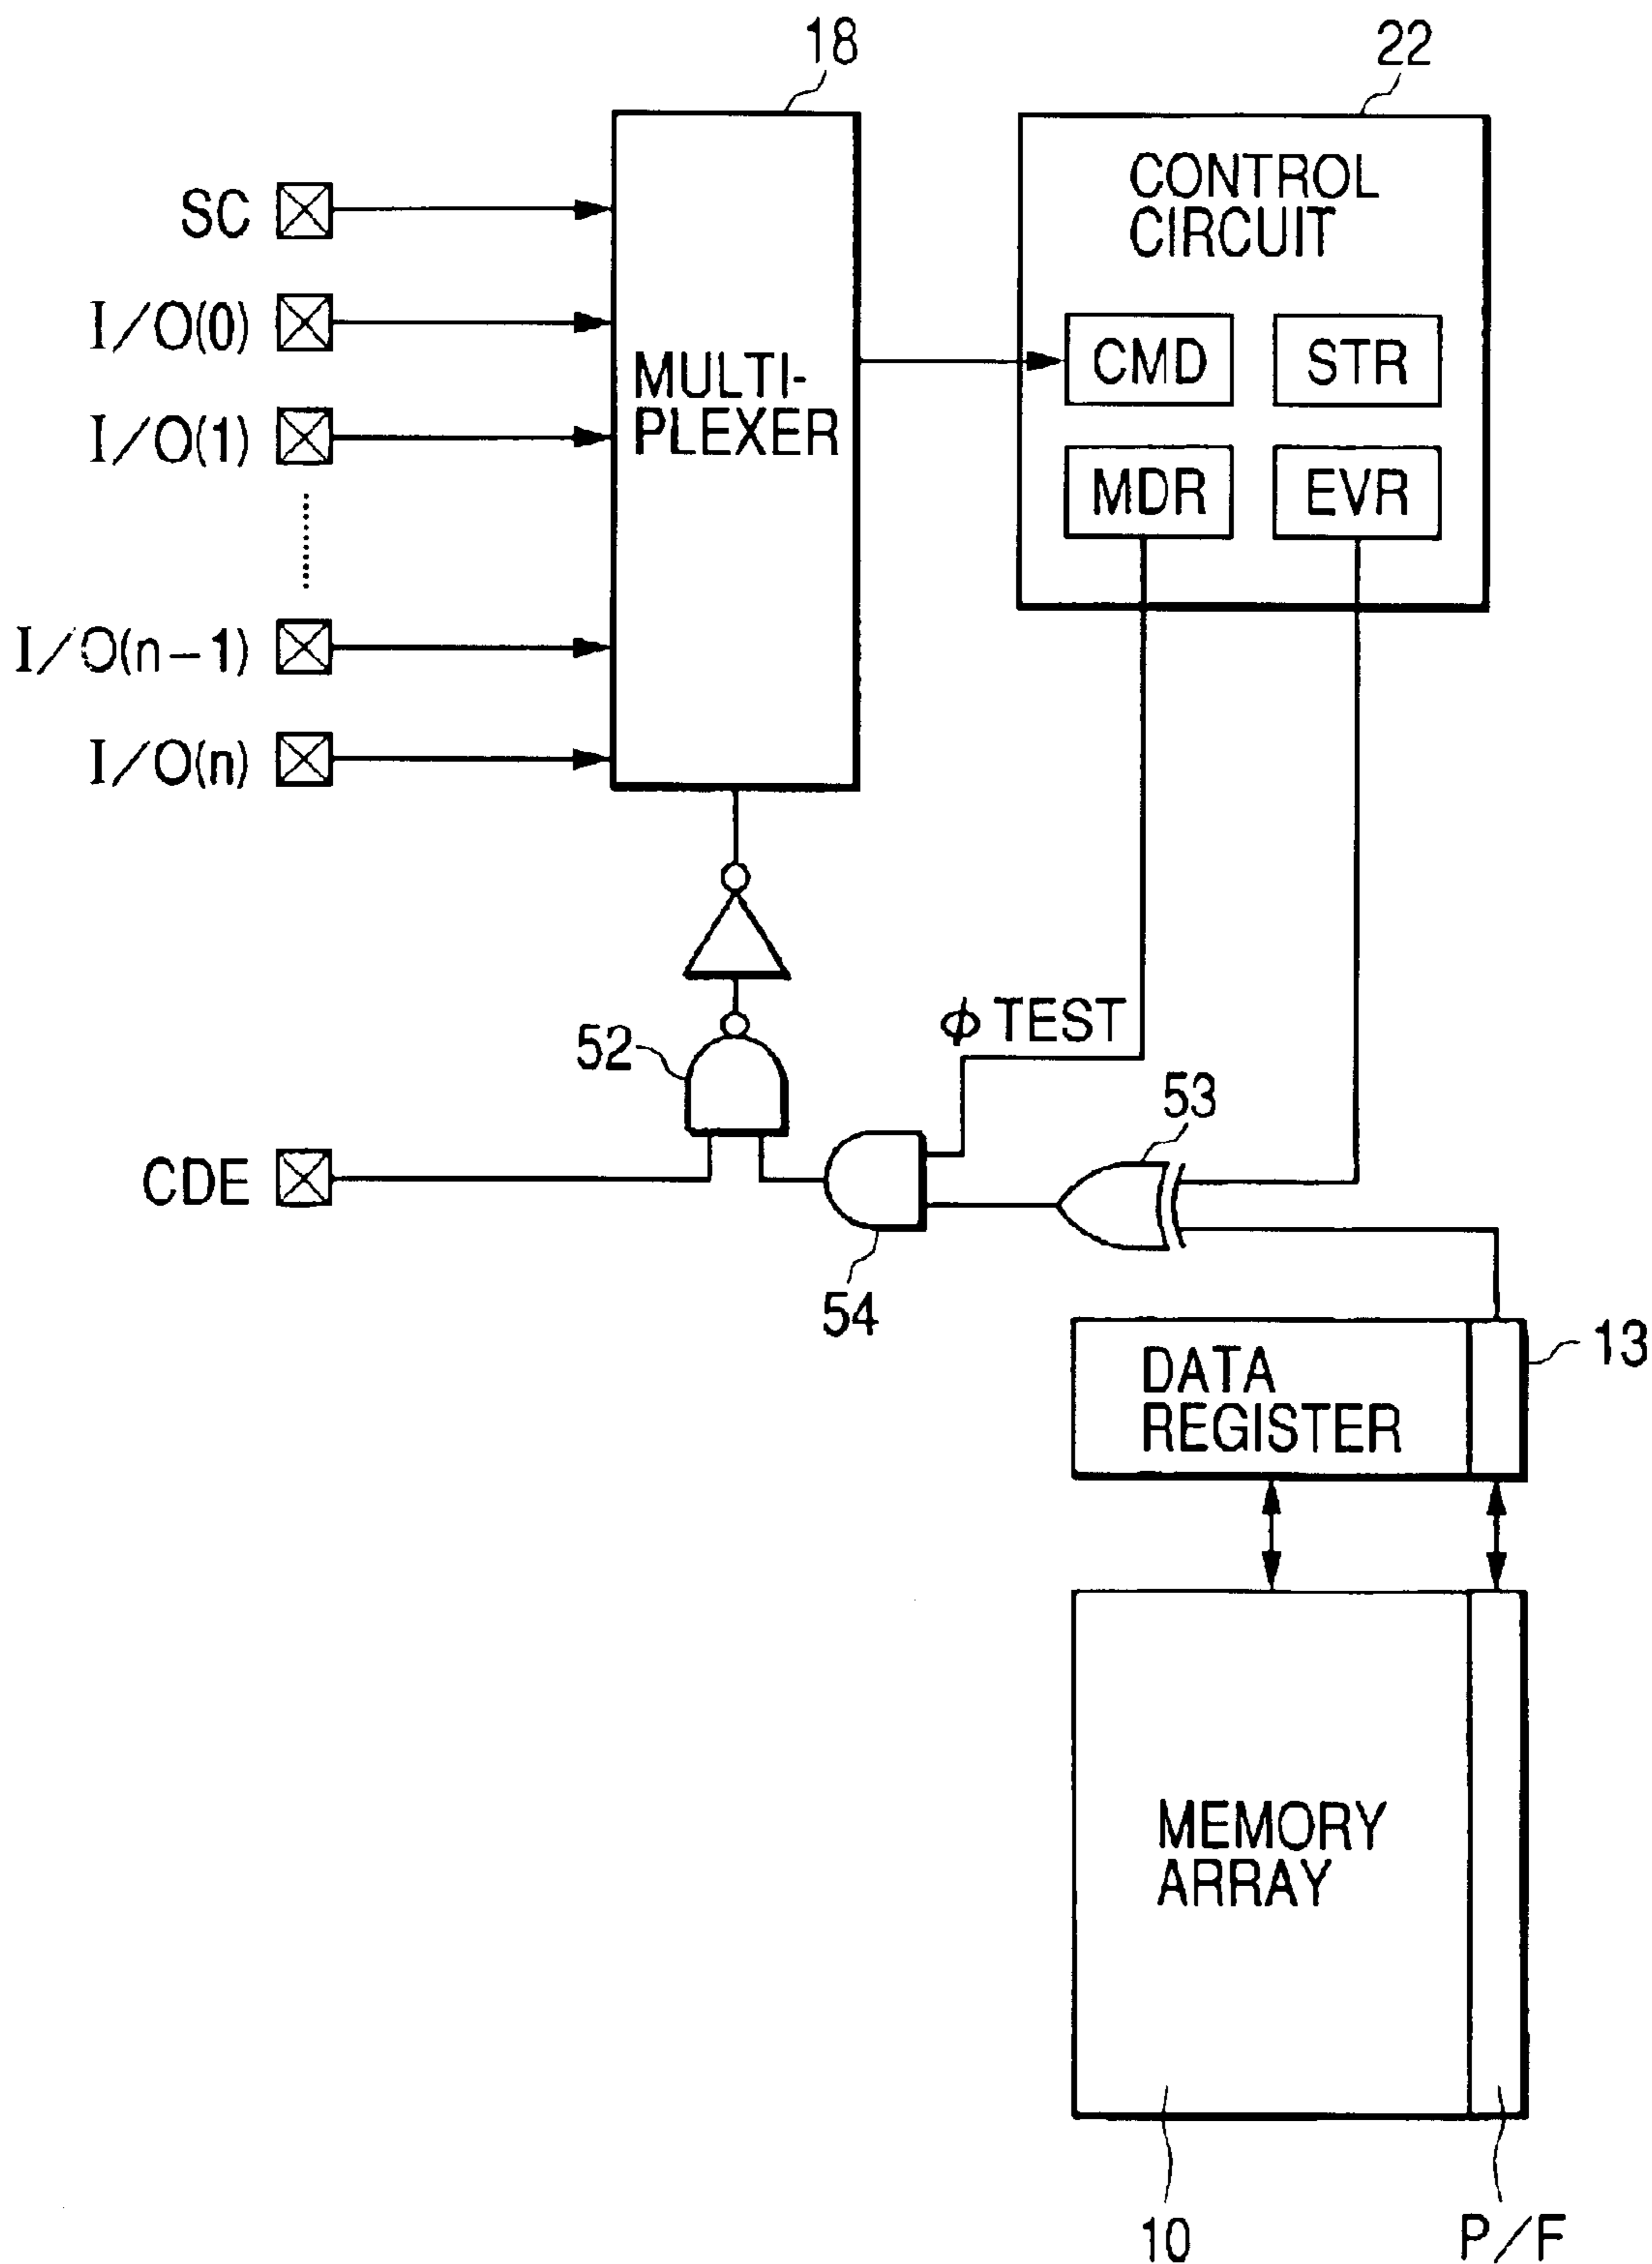 18
22
CONTROL
CIRCUIT
SC
I/O(0)
MULTI-
PLEXER
CMD
STR
I/O(1)
MDR
EVR
I/O(n-1)
I/O(n)
ϕ TEST
52
53
CDE
54
13
DATA
REGISTER
MEMORY
ARRAY
10
P/F